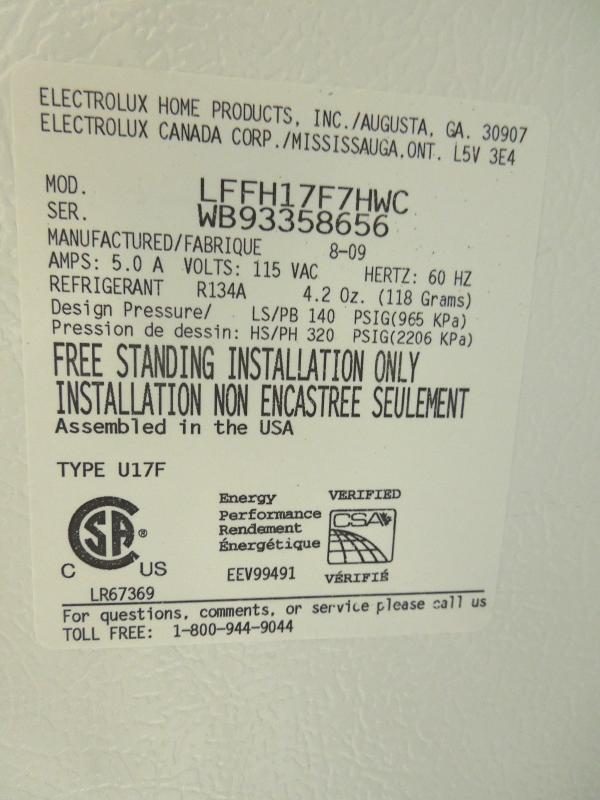 ELECTROLUX HOME PRODUCTS, INC./AUGUSTA, GA. 30907
ELECTROLUX CANADA CORP./MISSISSAUGA,ONT. L5V 3E4
MOD. LFFH17F7HWC
SER. WB93358656
MANUFACTURED/FABRIQUE 8-09
AMPS: 5.0 A VOLTS: 115 VAC HERTZ: 60 HZ
REFRIGERANT R134A 4.2 Oz. (118 Grams)
Design Pressure/ LS/PB 140 PSIG(965 KPa)
Pression de dessin: HS/PH 320 PSIG(2206 KPa)
FREE STANDING INSTALLATION ONLY
INSTALLATION NON ENCASTREE SEULEMENT
Assembled in the USA
TYPE U17F
CSA ®
C US
LR67369
Energy
Performance
Rendement
Énergétique
EEV99491
VERIFIED
CSA
VÉRIFIÉ
For questions, comments, or service please call us
TOLL FREE: 1-800-944-9044